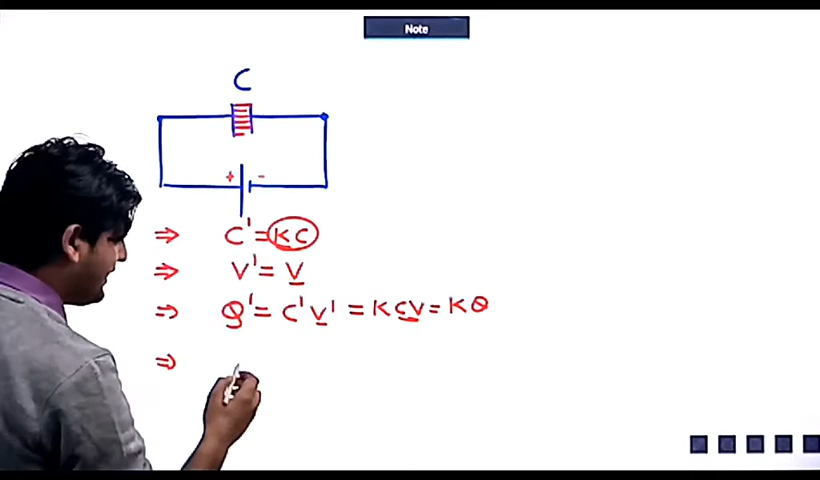 Note
C
+ -
⇒ C' = KC
⇒ V' = V
⇒ Q' = C'V' = KCV = KQ
⇒